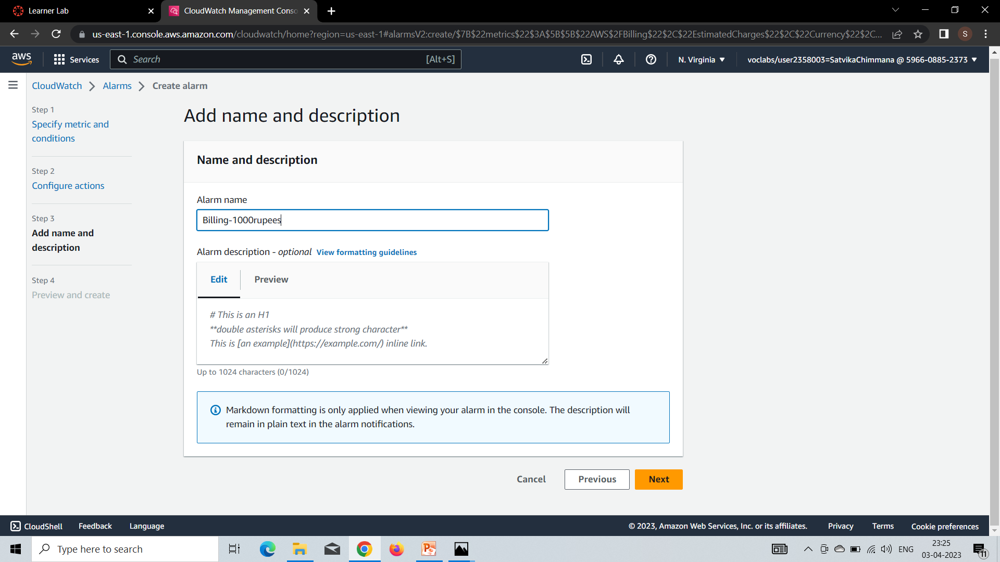 Learner Lab
CloudWatch Management Conso
us-east-1.console.aws.amazon.com/cloudwatch/home?region=us-east-1#alarmsV2:create/$7B$22metrics$22$3A$5B$5B$22AWS$2FBilling$22$2C$22EstimatedCharges$22$2C$22Currency$22$2C...
S
aws
Services
Search
[Alt+S]
N. Virginia
voclabs/user2358003=SatvikaChimmana @ 5966-0885-2373
CloudWatch
Alarms
Create alarm
Step 1
Specify metric and
conditions
Step 2
Configure actions
Step 3
Add name and
description
Step 4
Preview and create
Add name and description
Name and description
Alarm name
Billing-1000rupees
Alarm description - optional View formatting guidelines
Edit
Preview
# This is an H1
**double asterisks will produce strong character**
This is [an example](https://example.com/) inline link.
Up to 1024 characters (0/1024)
Markdown formatting is only applied when viewing your alarm in the console. The description will
remain in plain text in the alarm notifications.
Cancel
Previous
Next
CloudShell
Feedback
Language
© 2023, Amazon Web Services, Inc. or its affiliates.
Privacy
Terms
Cookie preferences
Type here to search
ENG
23:25
03-04-2023
11